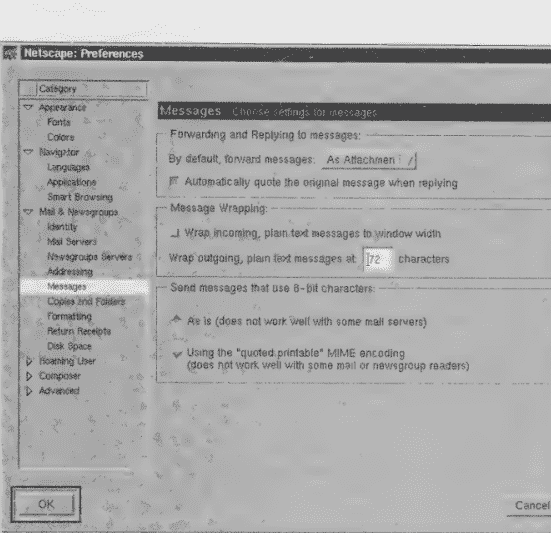 Netscape: Preferences
Category
Appearance
Fonts
Colors
Navigator
Languages
Applications
Smart Browsing
Mail & Newsgroups
Identity
Mail Servers
Newsgroups Servers
Addressing
Messages
Copies and Folders
Formatting
Return Receipts
Disk Space
Roaming User
Composer
Advanced
Messages Choose settings for messages
Forwarding and Replying to messages:
By default, forward messages: As Attachmen
Automatically quote the original message when replying
Message Wrapping:
Wrap incoming, plain text messages to window width
Wrap outgoing, plain text messages at 72 characters
Send messages that use 8-bit characters:
As is (does not work well with some mail servers)
Using the "quoted printable" MIME encoding
(does not work well with some mail or newsgroup readers)
OK
Cancel